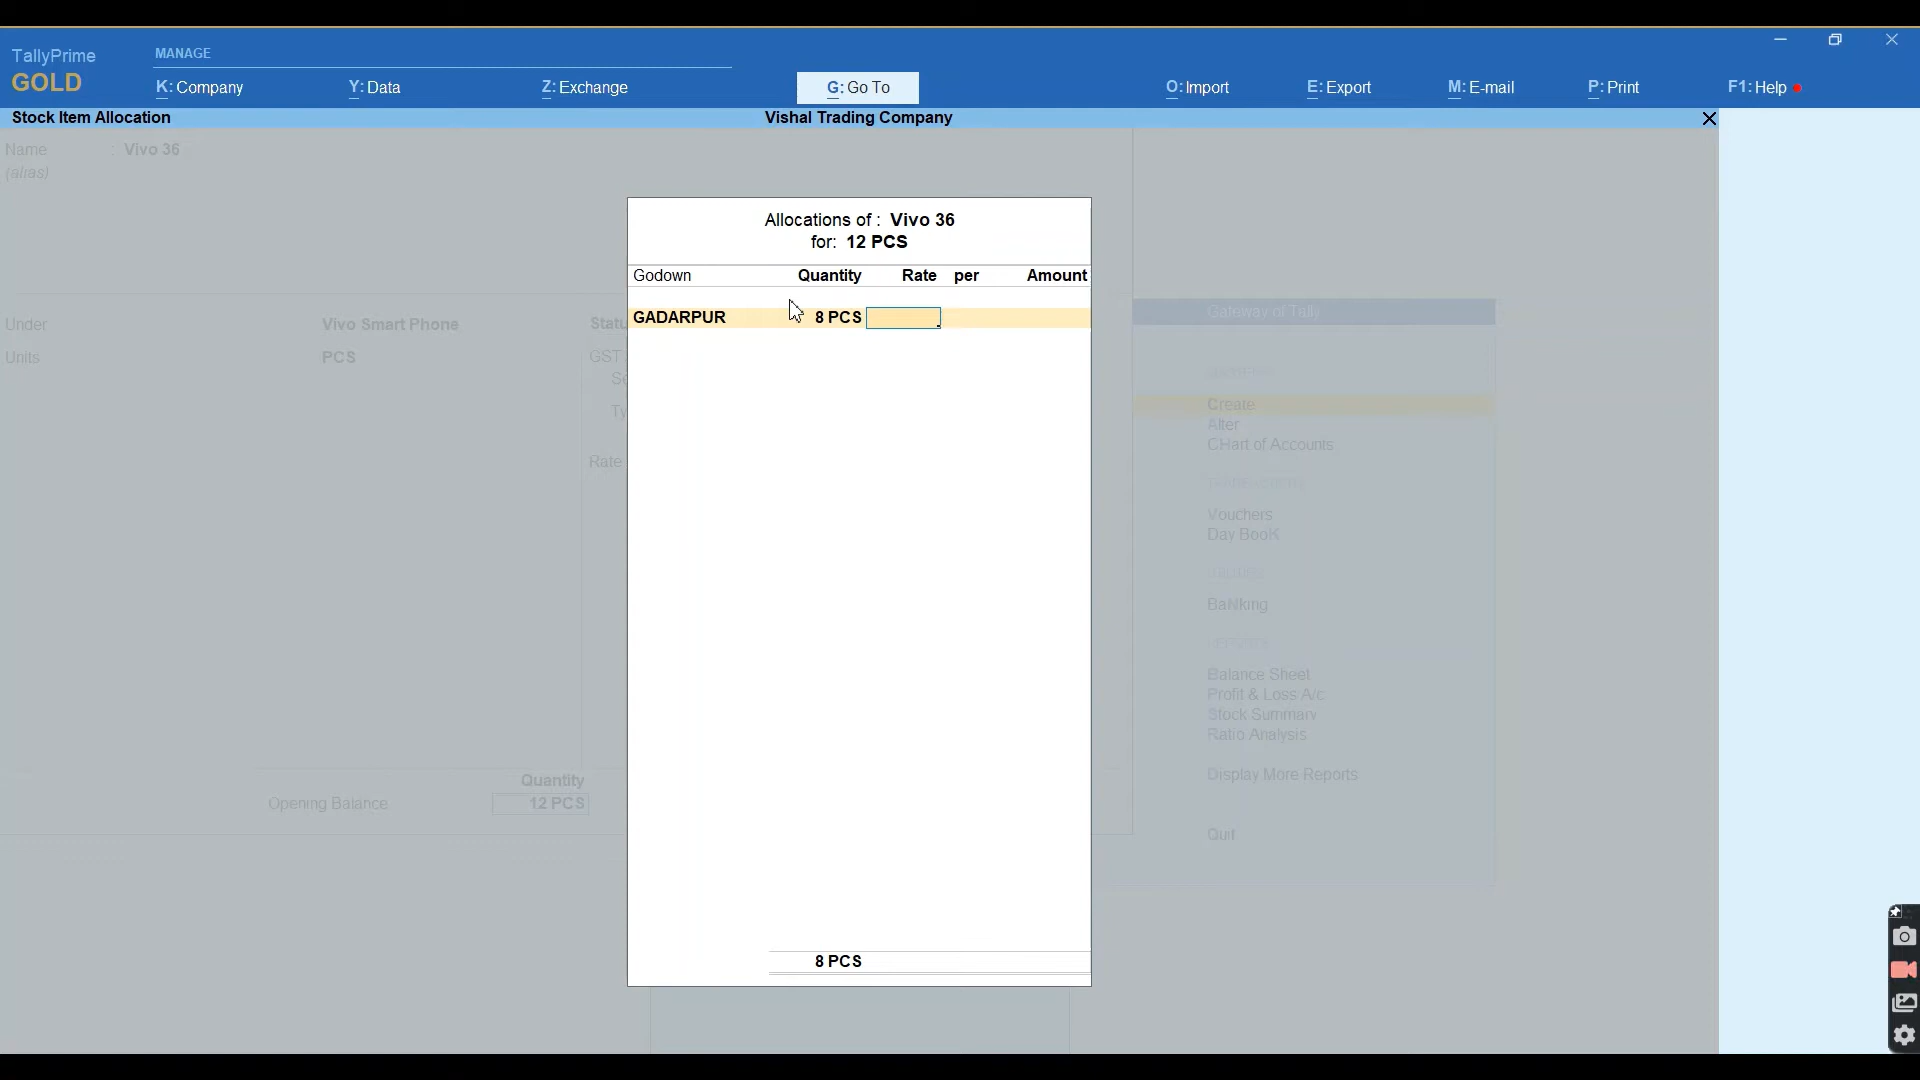 TallyPrime
GOLD
MANAGE
K: Company
Y: Data
Z: Exchange
G: Go To
O: Import
E: Export
M: E-mail
P: Print
F1: Help
Stock Item Allocation
Vishal Trading Company
Name : Vivo 36
(alias)
Allocations of : Vivo 36
for: 12 PCS
Godown Quantity Rate per Amount
GADARPUR 8 PCS
8 PCS
Under Vivo Smart Phone
Units PCS
GST
Rate
Quantity
Opening Balance 12 PCS
Gateway of Tally
Create
Alter
CHart of Accounts
Vouchers
Day BooK
BaNking
Balance Sheet
Profit & Loss A/c
Stock Summary
Ratio Analysis
Display More Reports
Quit